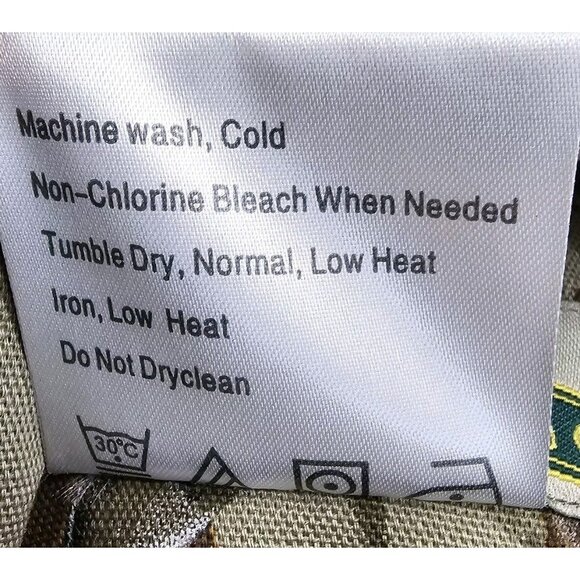 Machine wash, Cold
Non-Chlorine Bleach When Needed
Tumble Dry, Normal, Low Heat
Iron, Low Heat
Do Not Dryclean
30°C